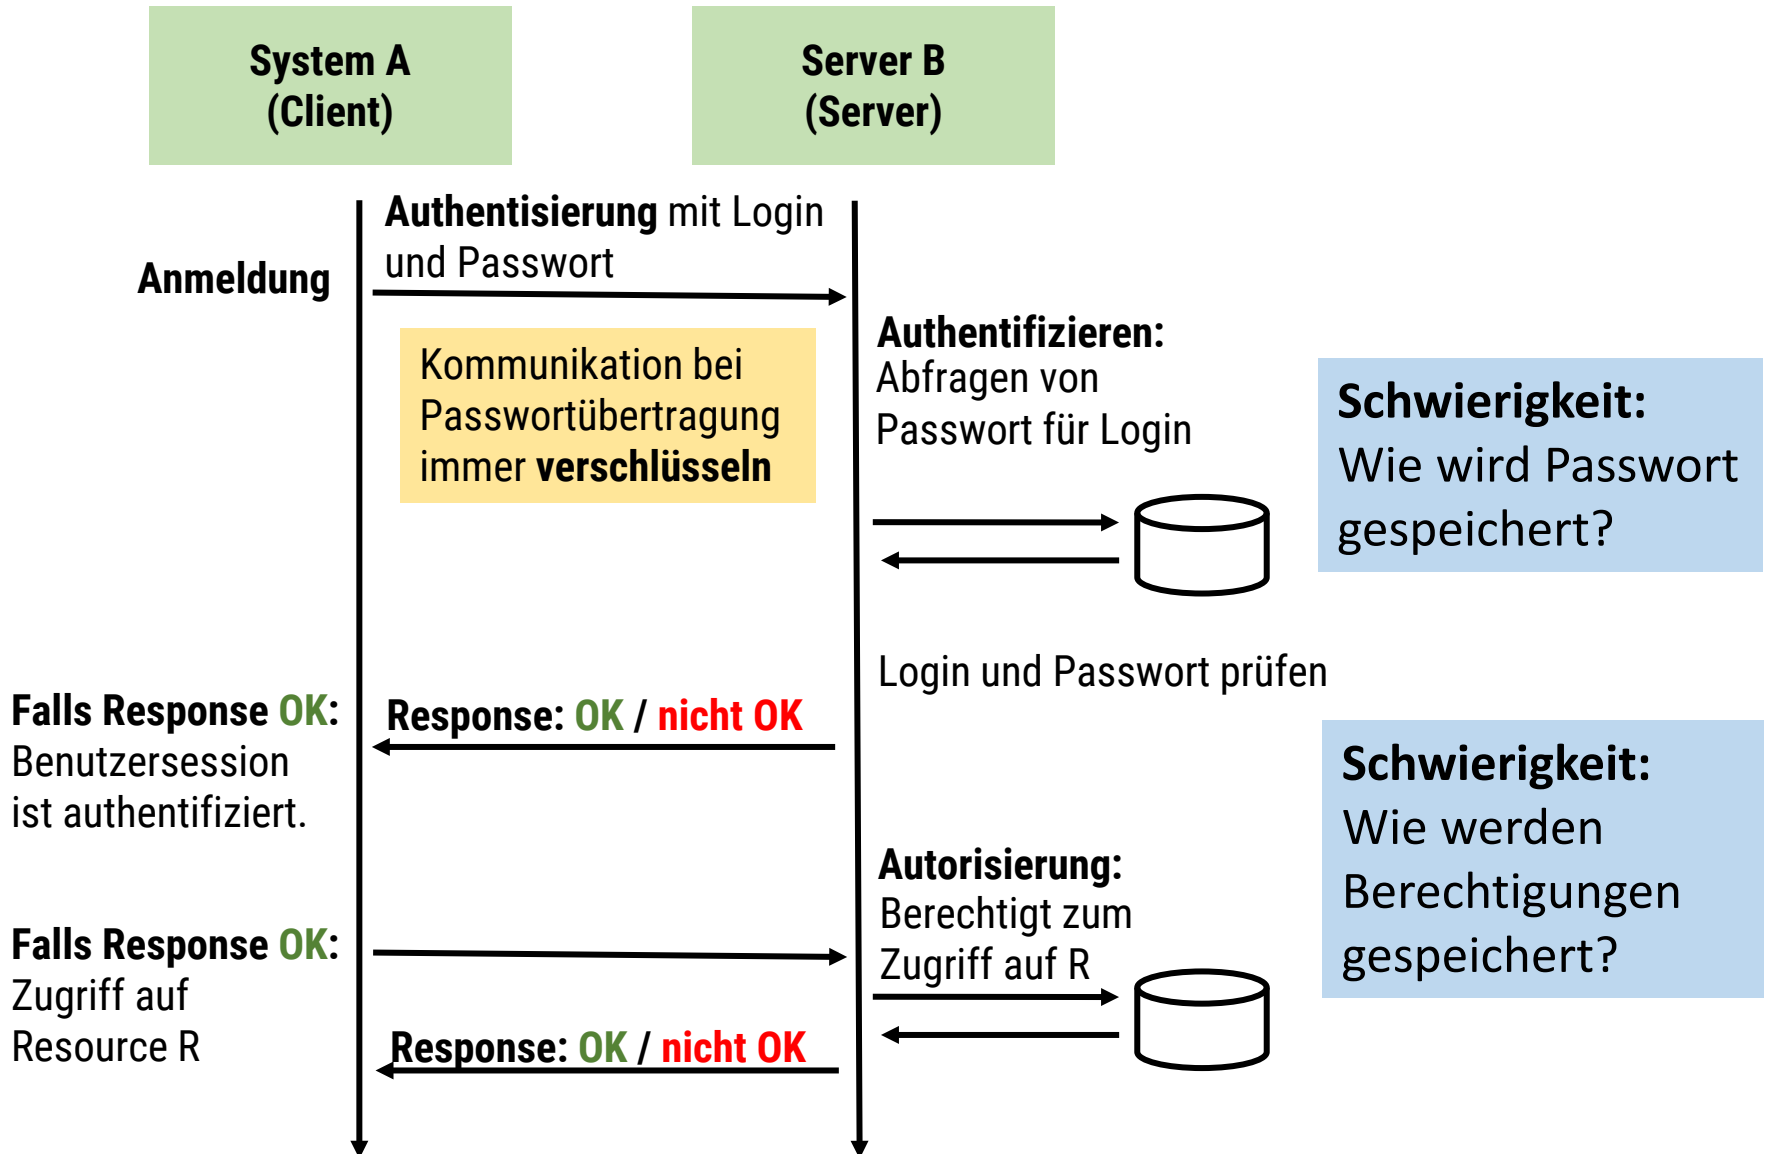 System A
(Client)
Server B
(Server)
Authentisierung mit Login
und Passwort
Anmeldung
Kommunikation bei
Passwortübertragung
immer verschlüsseln
Authentifizieren:
Abfragen von
Passwort für Login
Schwierigkeit:
Wie wird Passwort
gespeichert?
Login und Passwort prüfen
Falls Response OK:
Benutzersession
ist authentifiziert.
Response: OK / nicht OK
Schwierigkeit:
Wie werden
Berechtigungen
gespeichert?
Autorisierung:
Berechtigt zum
Zugriff auf R
Falls Response OK:
Zugriff auf
Resource R
Response: OK / nicht OK